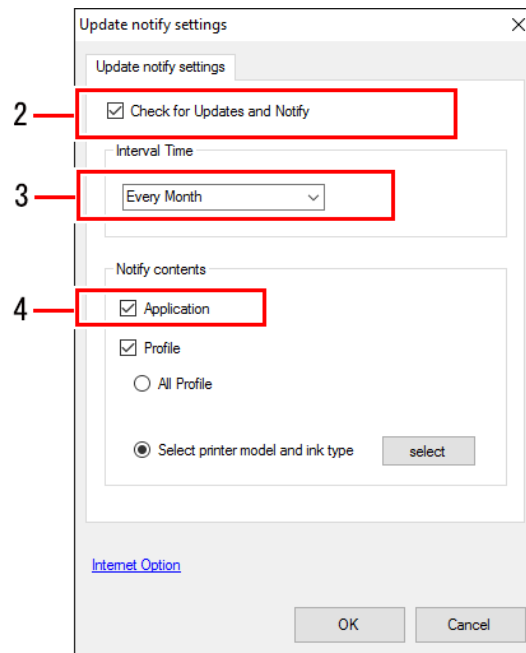 Update notify settings
Update notify settings
2
Check for Updates and Notify
Interval Time
3
Every Month
Notify contents
4
Application
Profile
All Profile
Select printer model and ink type
select
Internet Option
OK
Cancel